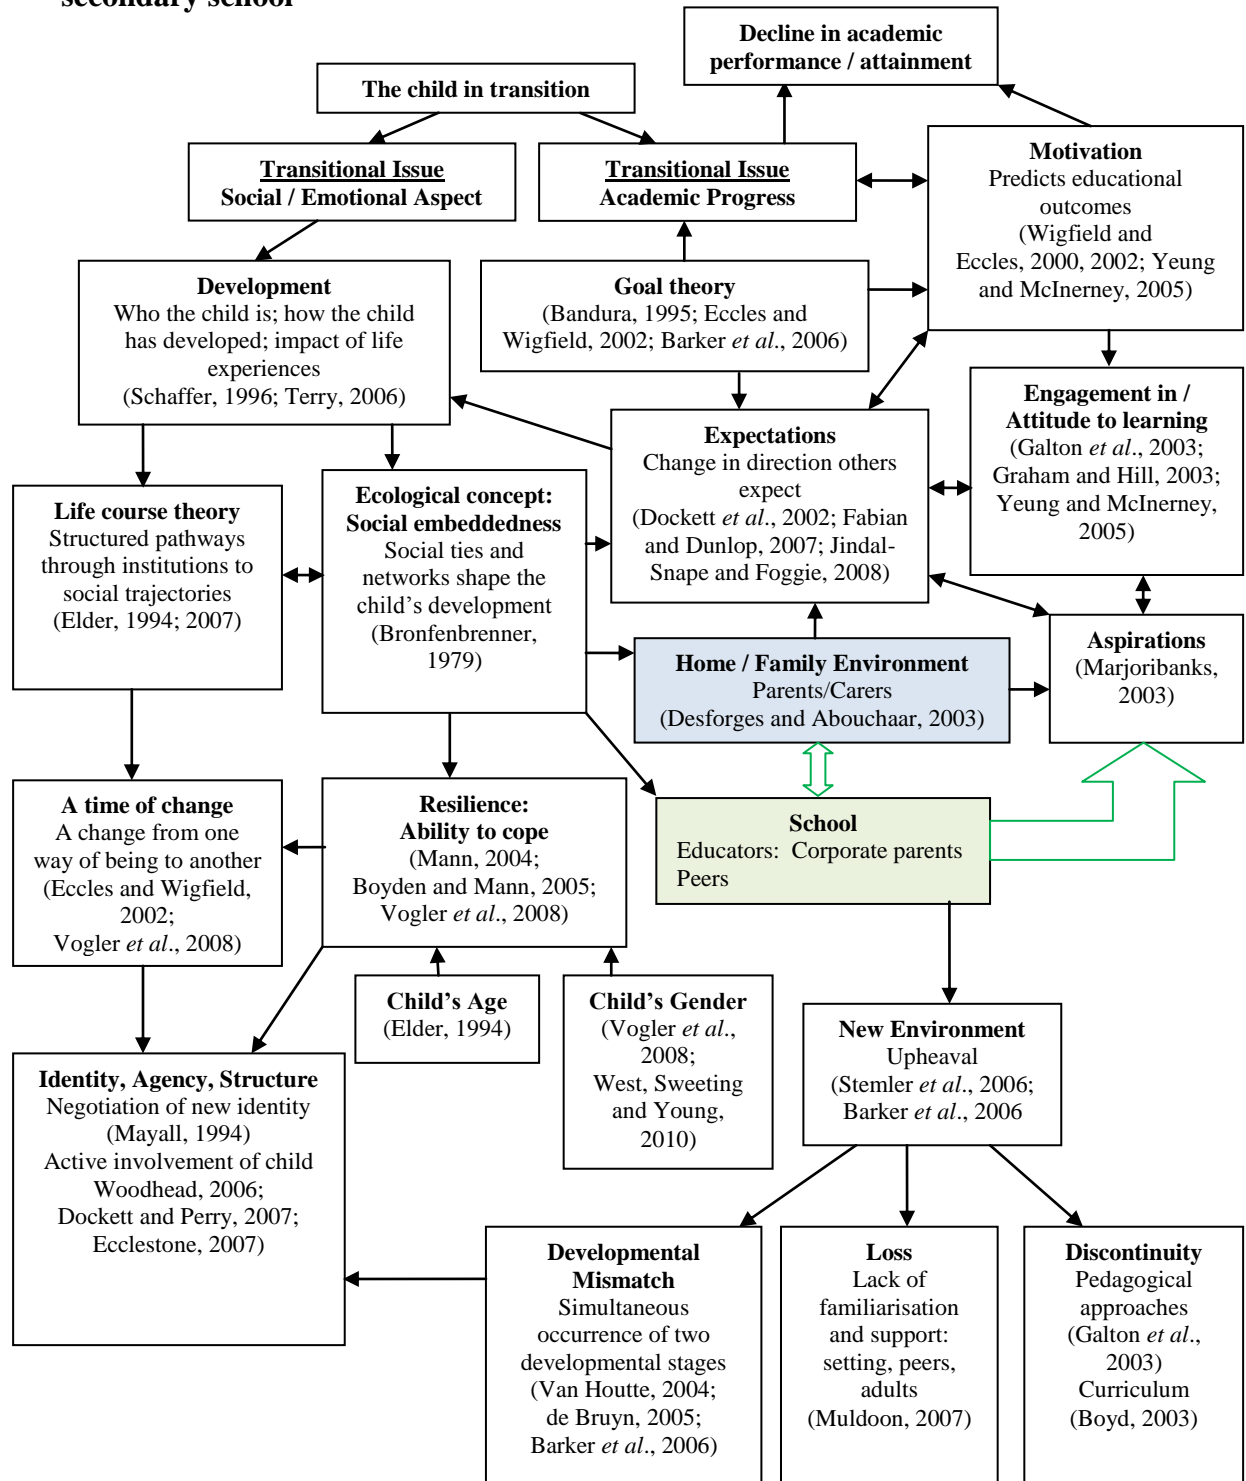 secondary school
Decline in academic
performance / attainment
The child in transition
Transitional Issue
Social / Emotional Aspect
Transitional Issue
Academic Progress
Motivation
Predicts educational
outcomes
(Wigfield and
Eccles, 2000, 2002; Yeung
and McInerney, 2005)
Development
Who the child is; how the child
has developed; impact of life
experiences
(Schaffer, 1996; Terry, 2006)
Goal theory
(Bandura, 1995; Eccles and
Wigfield, 2002; Barker et al., 2006)
Engagement in /
Attitude to learning
(Galton et al., 2003;
Graham and Hill, 2003;
Yeung and McInerney,
2005)
Expectations
Change in direction others
expect
(Dockett et al., 2002; Fabian
and Dunlop, 2007; Jindal-
Snape and Foggie, 2008)
Life course theory
Structured pathways
through institutions to
social trajectories
(Elder, 1994; 2007)
Ecological concept:
Social embeddedness
Social ties and
networks shape the
child’s development
(Bronfenbrenner,
1979)
Home / Family Environment
Parents/Carers
(Desforges and Abouchaar, 2003)
Aspirations
(Marjoribanks,
2003)
A time of change
A change from one
way of being to another
(Eccles and Wigfield,
2002;
Vogler et al., 2008)
Resilience:
Ability to cope
(Mann, 2004;
Boyden and Mann, 2005;
Vogler et al., 2008)
School
Educators:  Corporate parents
Peers
Child’s Age
(Elder, 1994)
Child’s Gender
(Vogler et al.,
2008;
West, Sweeting
and Young,
2010)
New Environment
Upheaval
(Stemler et al., 2006;
Barker et al., 2006
Identity, Agency, Structure
Negotiation of new identity
(Mayall, 1994)
Active involvement of child
Woodhead, 2006;
Dockett and Perry, 2007;
Ecclestone, 2007)
Developmental
Mismatch
Simultaneous
occurrence of two
developmental stages
(Van Houtte, 2004;
de Bruyn, 2005;
Barker et al., 2006)
Loss
Lack of
familiarisation
and support:
setting, peers,
adults
(Muldoon, 2007)
Discontinuity
Pedagogical
approaches
(Galton et al.,
2003)
Curriculum
(Boyd, 2003)